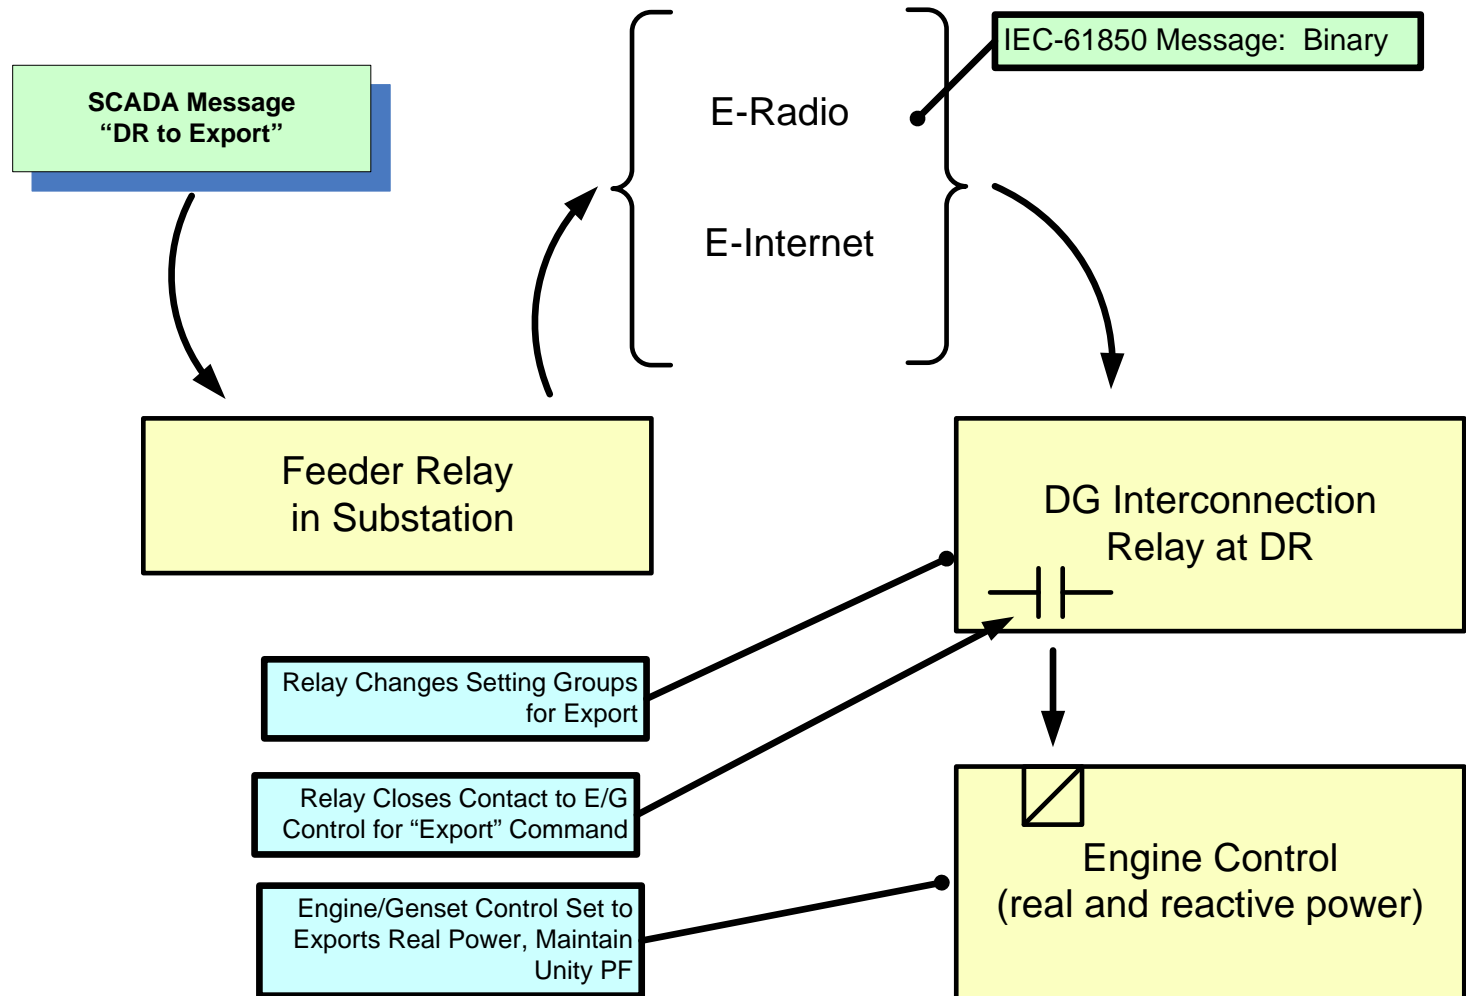 SCADA Message
“DR to Export”
IEC-61850 Message:  Binary
E-Radio
E-Internet
Feeder Relay
in Substation
DG Interconnection
Relay at DR
Relay Changes Setting Groups
for Export
Relay Closes Contact to E/G
Control for “Export” Command
Engine/Genset Control Set to
Exports Real Power, Maintain
Unity PF
Engine Control
(real and reactive power)